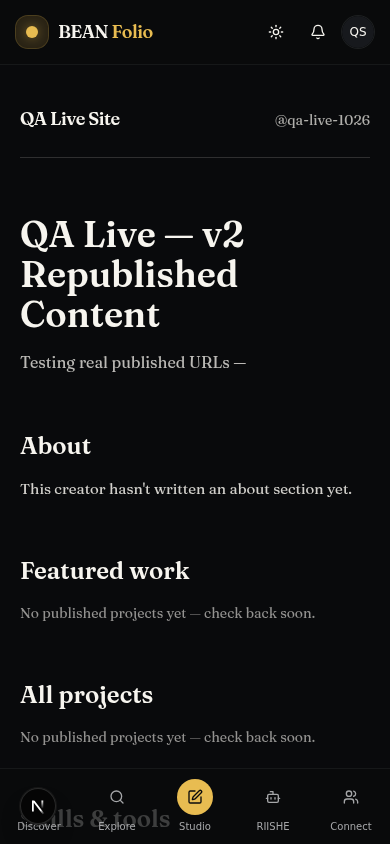 BEAN Folio
QS
QA Live Site
@qa-live-1026
QA Live — v2
Republished
Content
Testing real published URLs —
About
This creator hasn't written an about section yet.
Featured work
No published projects yet — check back soon.
All projects
No published projects yet — check back soon.
lls & tools
N
Discover
Explore
Studio
RIISHE
Connect